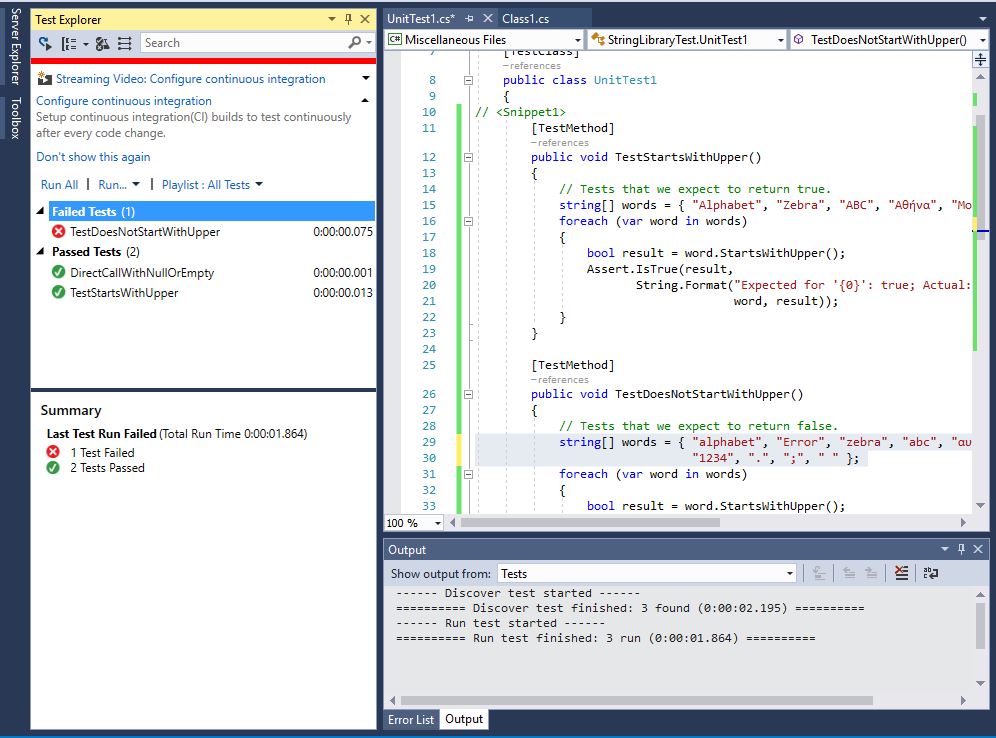 Server Explorer
Toolbox
Test Explorer
Search
Streaming Video: Configure continuous integration
Configure continuous integration
Setup continuous integration(CI) builds to test continuously
after every code change.
Don't show this again
Run All | Run... | Playlist : All Tests
Failed Tests (1)
TestDoesNotStartWithUpper 0:00:00.075
Passed Tests (2)
DirectCallWithNullOrEmpty 0:00:00.001
TestStartsWithUpper 0:00:00.013
Summary
Last Test Run Failed (Total Run Time 0:00:01.864)
1 Test Failed
2 Tests Passed
UnitTest1.cs* Class1.cs
C# Miscellaneous Files StringLibraryTest.UnitTest1 TestDoesNotStartWithUpper()
7 [TestClass]
-references
8 public class UnitTest1
9 {
10 // <Snippet1>
11 [TestMethod]
-references
12 public void TestStartsWithUpper()
13 {
14 // Tests that we expect to return true.
15 string[] words = { "Alphabet", "Zebra", "ABC", "Αθήνα", "Мо
16 foreach (var word in words)
17 {
18 bool result = word.StartsWithUpper();
19 Assert.IsTrue(result,
20 String.Format("Expected for '{0}': true; Actual:
21 word, result));
22 }
23 }
24
25 [TestMethod]
-references
26 public void TestDoesNotStartWithUpper()
27 {
28 // Tests that we expect to return false.
29 string[] words = { "alphabet", "Error", "zebra", "abc", "αυ
30 "1234", ".", ";", " " };
31 foreach (var word in words)
32 {
33 bool result = word.StartsWithUpper();
100 %
Output
Show output from: Tests
------ Discover test started ------
========== Discover test finished: 3 found (0:00:02.195) ==========
------ Run test started ------
========== Run test finished: 3 run (0:00:01.864) ==========
Error List Output